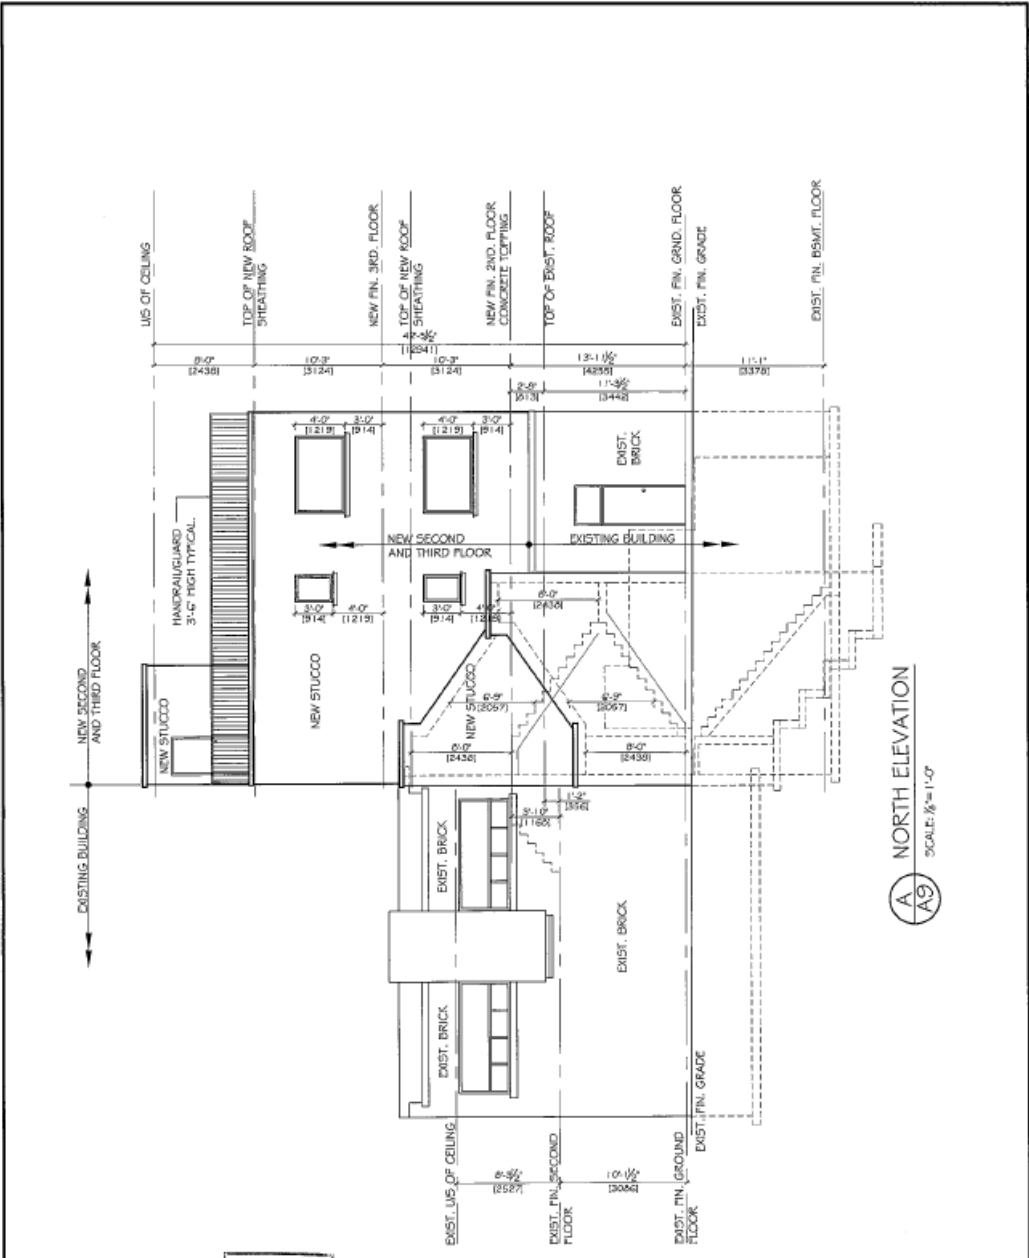 U/S OF CEILING
TOP OF NEW ROOF
SHEATHING
NEW FIN. 3RD. FLOOR
TOP OF NEW ROOF
SHEATHING
NEW FIN. 2ND. FLOOR
CONCRETE TOPPING
TOP OF EXIST. ROOF
EXIST. FIN. GRND. FLOOR
EXIST. FIN. GRADE
EXIST. FIN. BSMT. FLOOR
[12941]
8'-0"
[2438]
10'-3"
[3124]
10'-3"
[3124]
13'-11½"
[4255]
11'-1"
[3378]
2'-8"
[813]
11'-3½"
[3442]
4'-0"
[1219]
3'-0"
[914]
4'-0"
[1219]
3'-0"
[914]
EXIST.
BRICK
HANDRAIL/GUARD
3'-6" HIGH TYPICAL.
NEW SECOND
AND THIRD FLOOR
EXISTING BUILDING
3'-0"
[914]
4'-0"
[1219]
3'-0"
[914]
8'-0"
[2438]
NEW SECOND
AND THIRD FLOOR
NEW STUCCO
NEW STUCCO
NEW STUCCO
6'-9"
[2057]
6'-9"
[2057]
8'-0"
[2438]
8'-0"
[2438]
EXISTING BUILDING
3'-10"
[1168]
1'-2"
[356]
EXIST. BRICK
EXIST. BRICK
EXIST. BRICK
EXIST. FIN. GRADE
EXIST. U/S OF CEILING
EXIST. FIN. SECOND
FLOOR
EXIST. FIN. GROUND
FLOOR
8'-3½"
[2527]
10'-1½"
[3086]
A
A9
NORTH ELEVATION
SCALE: ⅛"=1'-0"